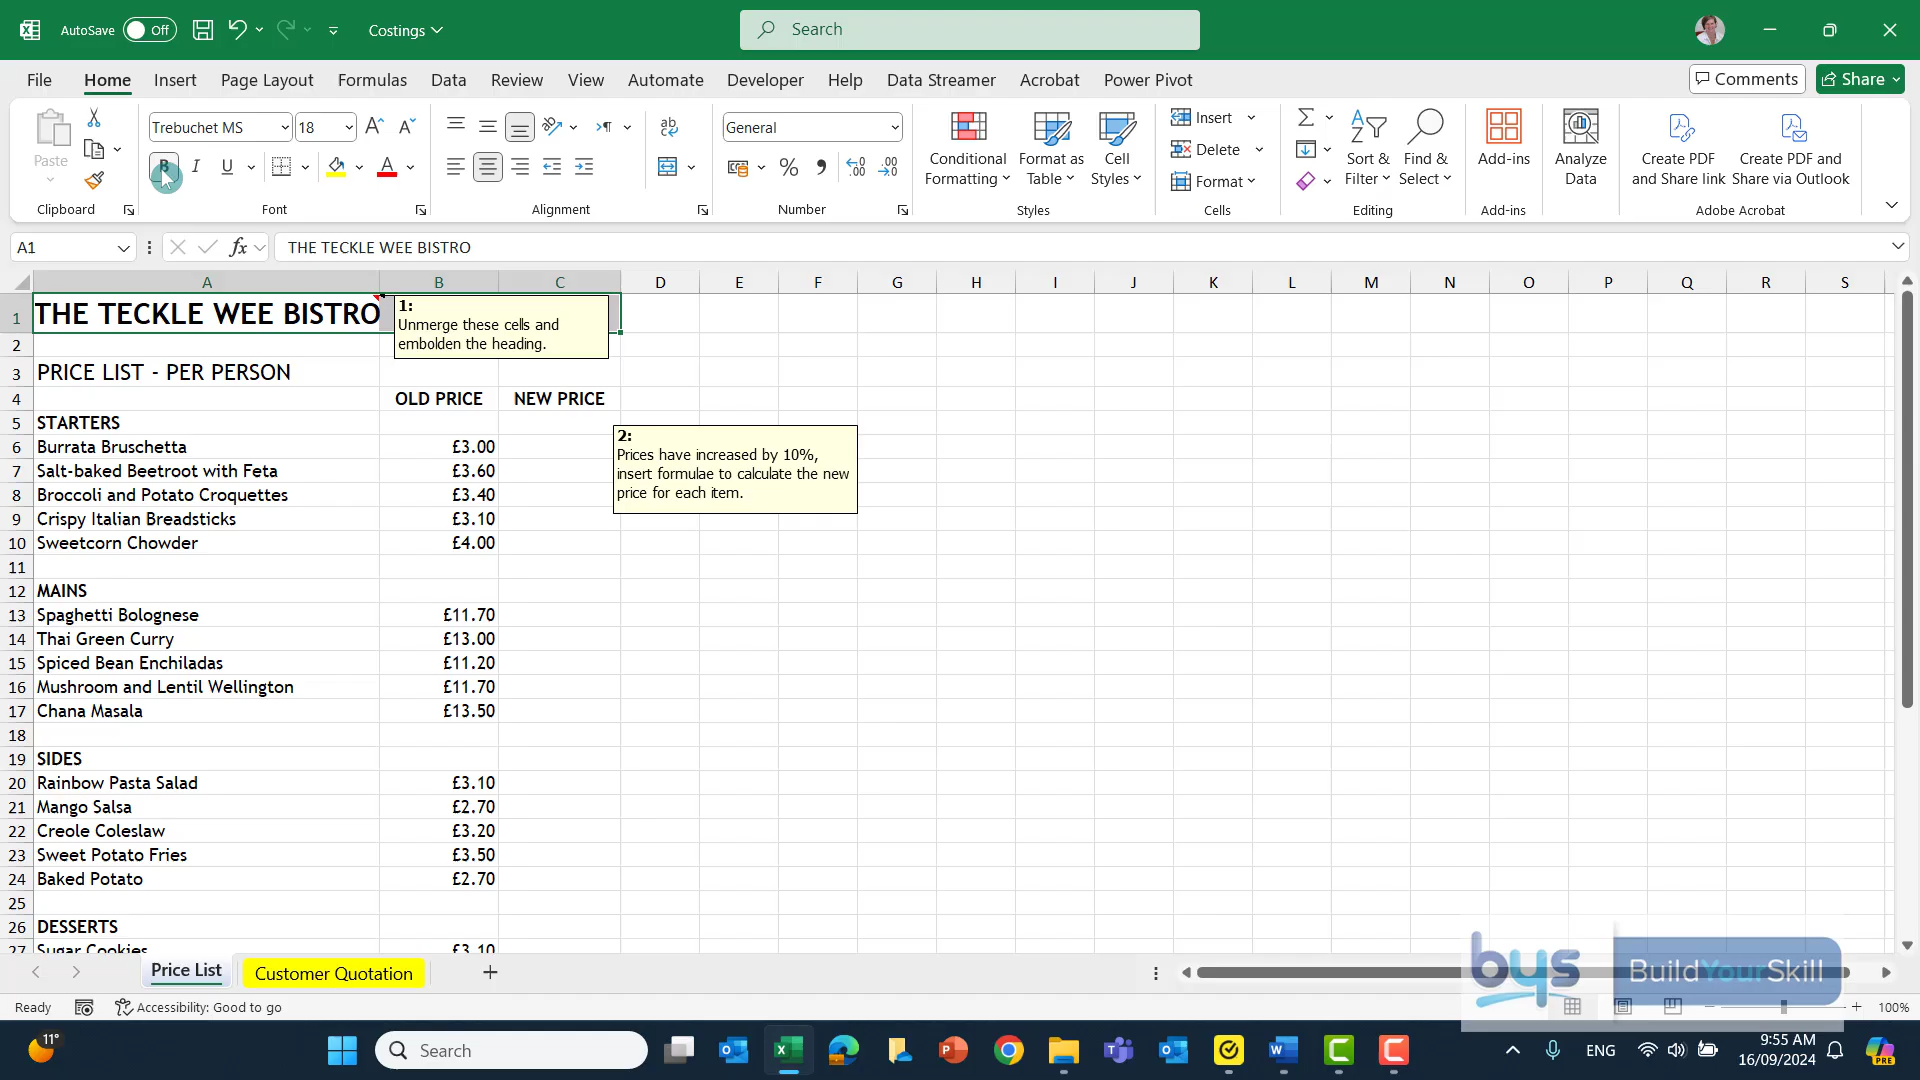 AutoSave Off Costings Search
File Home Insert Page Layout Formulas Data Review View Automate Developer Help Data Streamer Acrobat Power Pivot Comments Share
Paste
Clipboard
Trebuchet MS 18
B I U
Font
Alignment
General
Number
Conditional Formatting
Format as Table
Cell Styles
Styles
Insert
Delete
Format
Cells
Sort & Filter
Find & Select
Editing
Add-ins
Add-ins
Analyze Data
Create PDF and Share link
Create PDF and Share via Outlook
Adobe Acrobat
A1 fx THE TECKLE WEE BISTRO
A B C D E F G H I J K L M N O P Q R S
1 THE TECKLE WEE BISTRO
1:
Unmerge these cells and
embolden the heading.
2
3 PRICE LIST - PER PERSON
4 OLD PRICE NEW PRICE
5 STARTERS
6 Burrata Bruschetta £3.00
7 Salt-baked Beetroot with Feta £3.60
8 Broccoli and Potato Croquettes £3.40
9 Crispy Italian Breadsticks £3.10
10 Sweetcorn Chowder £4.00
2:
Prices have increased by 10%,
insert formulae to calculate the new
price for each item.
11
12 MAINS
13 Spaghetti Bolognese £11.70
14 Thai Green Curry £13.00
15 Spiced Bean Enchiladas £11.20
16 Mushroom and Lentil Wellington £11.70
17 Chana Masala £13.50
18
19 SIDES
20 Rainbow Pasta Salad £3.10
21 Mango Salsa £2.70
22 Creole Coleslaw £3.20
23 Sweet Potato Fries £3.50
24 Baked Potato £2.70
25
26 DESSERTS
27 Sugar Cookies £3.10
Price List Customer Quotation
bys BuildYourSkill
Ready Accessibility: Good to go 100%
11° Search ENG 9:55 AM
16/09/2024
PRE